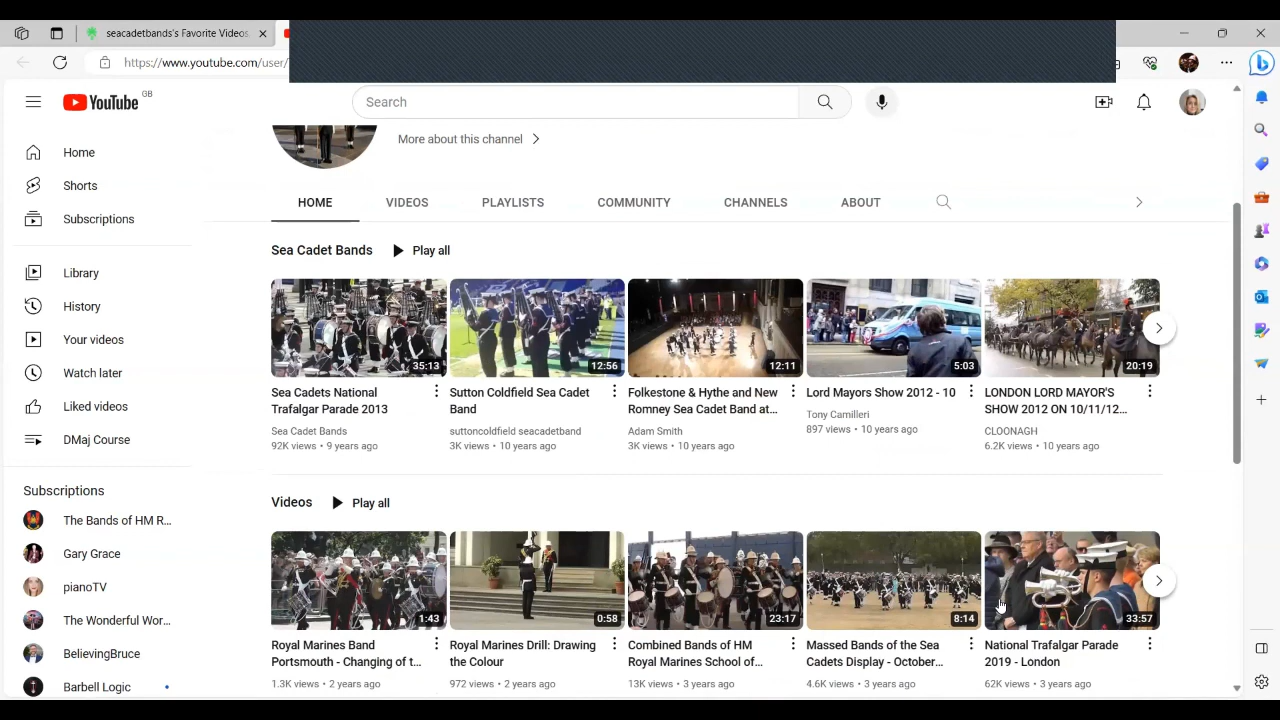 seacadetbands's Favorite Videos
https://www.youtube.com/user/
YouTube GB
Search
Home
Shorts
Subscriptions
Library
History
Your videos
Watch later
Liked videos
DMaj Course
Subscriptions
The Bands of HM R...
Gary Grace
pianoTV
The Wonderful Wor...
BelievingBruce
Barbell Logic
More about this channel
HOME VIDEOS PLAYLISTS COMMUNITY CHANNELS ABOUT
Sea Cadet Bands Play all
35:13
Sea Cadets National
Trafalgar Parade 2013
Sea Cadet Bands
92K views • 9 years ago
12:56
Sutton Coldfield Sea Cadet
Band
suttoncoldfield seacadetband
3K views • 10 years ago
12:11
Folkestone & Hythe and New
Romney Sea Cadet Band at...
Adam Smith
3K views • 10 years ago
5:03
Lord Mayors Show 2012 - 10
Tony Camilleri
897 views • 10 years ago
20:19
LONDON LORD MAYOR'S
SHOW 2012 ON 10/11/12...
CLOONAGH
6.2K views • 10 years ago
Videos Play all
1:43
Royal Marines Band
Portsmouth - Changing of t...
1.3K views • 2 years ago
0:58
Royal Marines Drill: Drawing
the Colour
972 views • 2 years ago
23:17
Combined Bands of HM
Royal Marines School of...
13K views • 3 years ago
8:14
Massed Bands of the Sea
Cadets Display - October...
4.6K views • 3 years ago
33:57
National Trafalgar Parade
2019 - London
62K views • 3 years ago